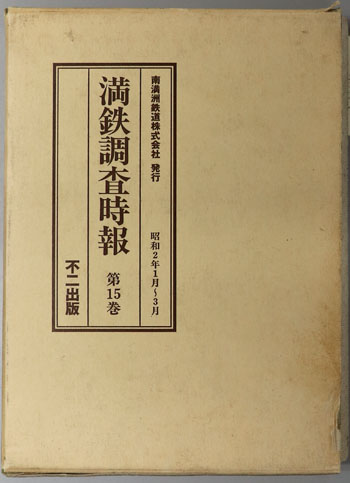 南満洲鉄道株式会社 発行
昭和2年1月~3月
満鉄調査時報
第15巻
不二出版